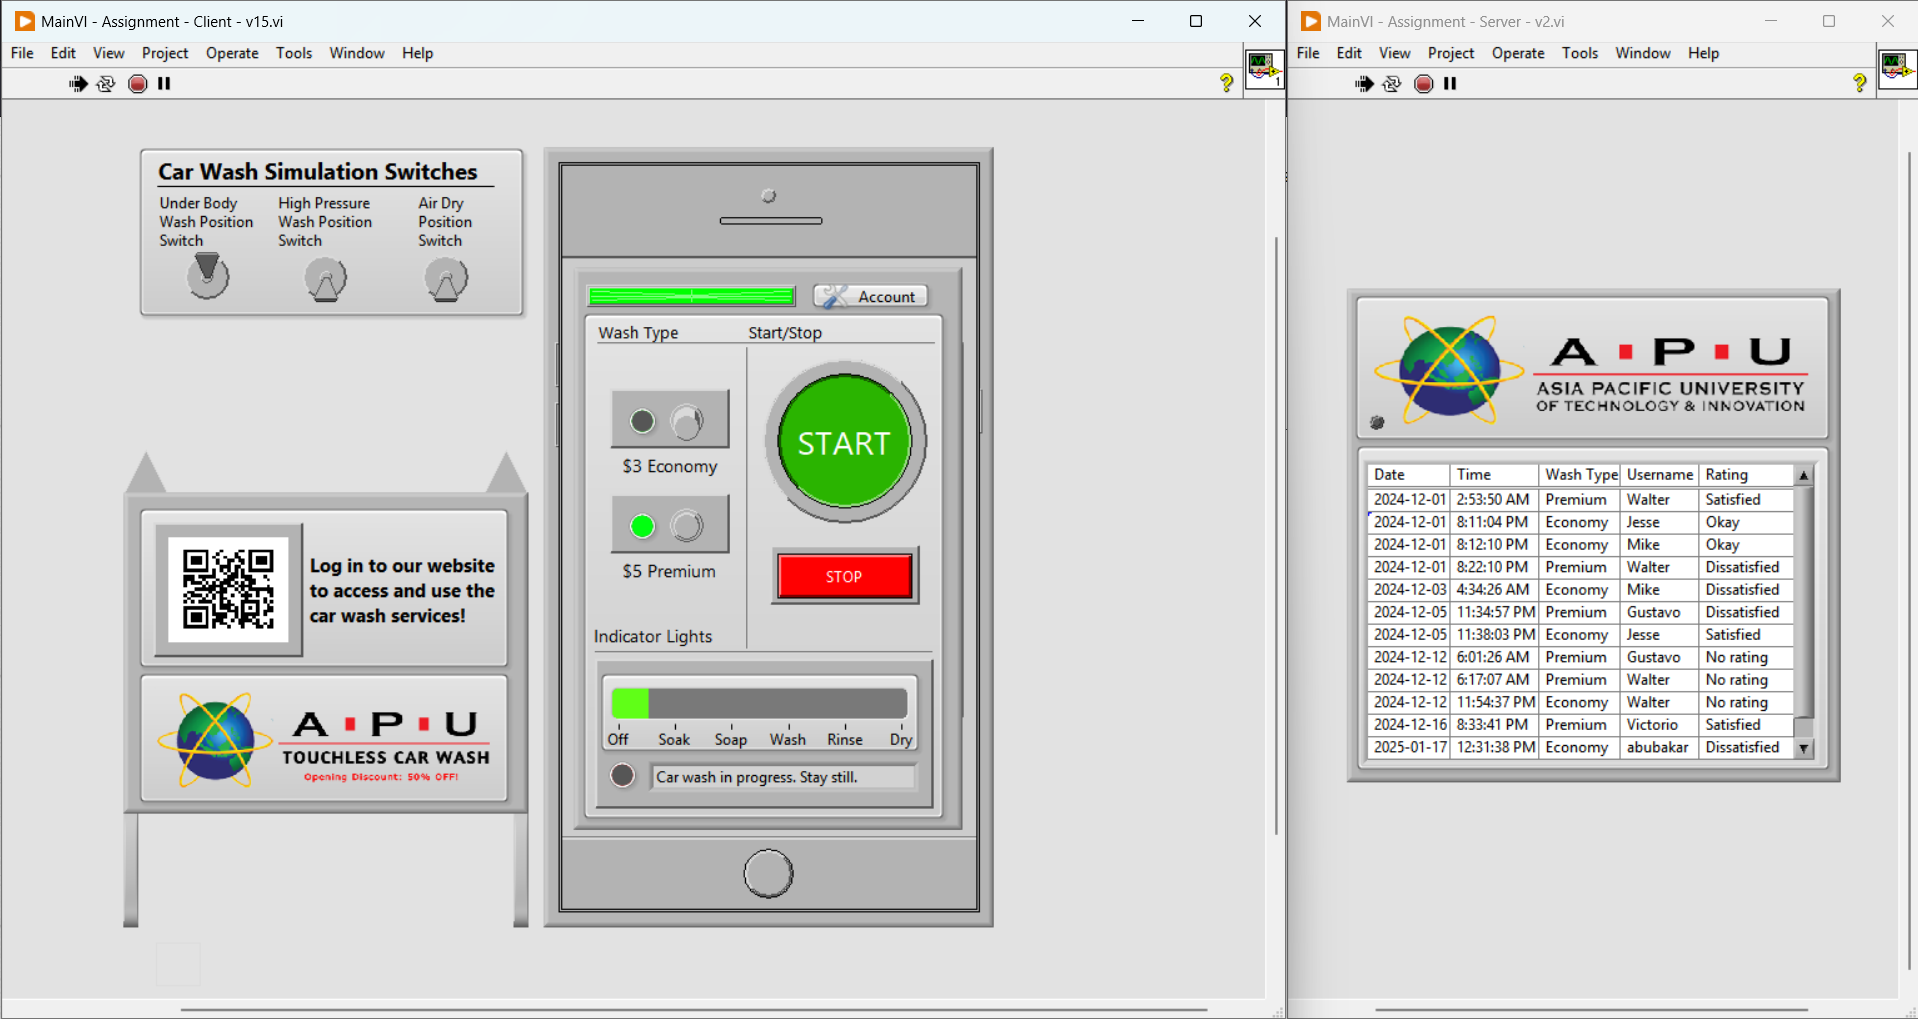 MainVI - Assignment - Client - v15.vi
File Edit View Project Operate Tools Window Help
1
Car Wash Simulation Switches
Under Body
Wash Position
Switch
High Pressure
Wash Position
Switch
Air Dry
Position
Switch
Log in to our website
to access and use the
car wash services!
A P U
TOUCHLESS CAR WASH
Opening Discount: 50% OFF!
Account
Wash Type
Start/Stop
$3 Economy
$5 Premium
START
STOP
Indicator Lights
Off Soak Soap Wash Rinse Dry
Car wash in progress. Stay still.
MainVI - Assignment - Server - v2.vi
File Edit View Project Operate Tools Window Help
A P U
ASIA PACIFIC UNIVERSITY
OF TECHNOLOGY & INNOVATION
Date Time Wash Type Username Rating
2024-12-01 2:53:50 AM Premium Walter Satisfied
2024-12-01 8:11:04 PM Economy Jesse Okay
2024-12-01 8:12:10 PM Economy Mike Okay
2024-12-01 8:22:10 PM Premium Walter Dissatisfied
2024-12-03 4:34:26 AM Economy Mike Dissatisfied
2024-12-05 11:34:57 PM Premium Gustavo Dissatisfied
2024-12-05 11:38:03 PM Economy Jesse Satisfied
2024-12-12 6:01:26 AM Premium Gustavo No rating
2024-12-12 6:17:07 AM Premium Walter No rating
2024-12-12 11:54:37 PM Economy Walter No rating
2024-12-16 8:33:41 PM Premium Victorio Satisfied
2025-01-17 12:31:38 PM Economy abubakar Dissatisfied